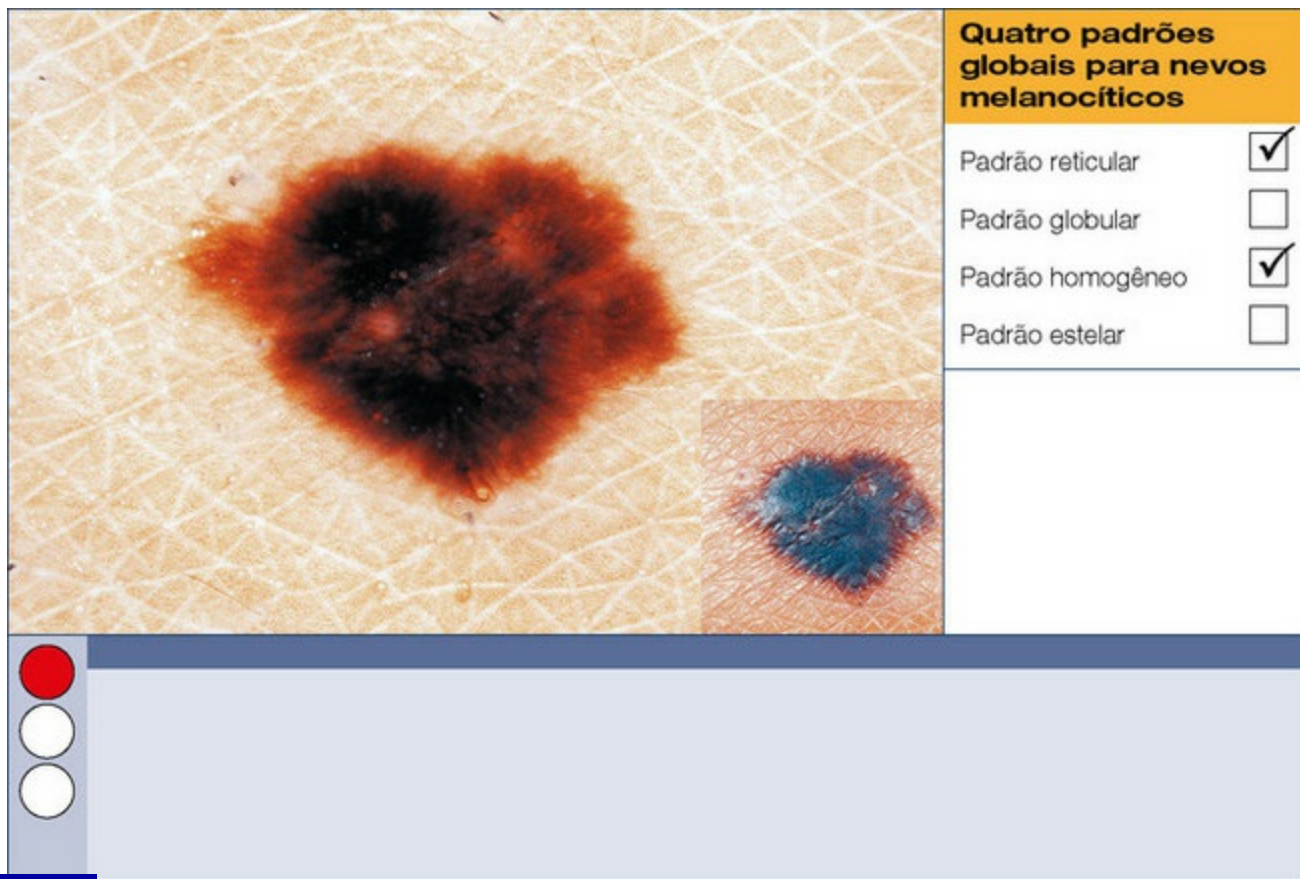 Quatro padrões
globais para nevos
melanocíticos
Padrão reticular
Padrão globular
Padrão homogêneo
Padrão estelar